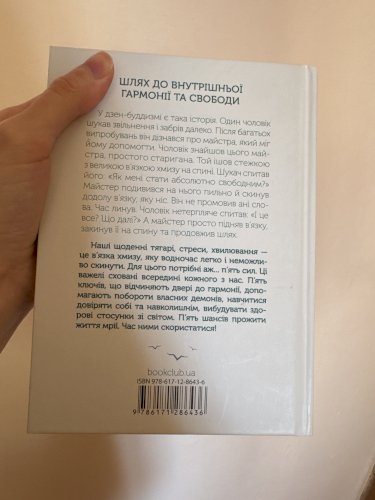 ШЛЯХ ДО ВНУТРІШНЬОЇ
ГАРМОНІЇ ТА СВОБОДИ
У дзен-буддизмі є така історія. Один чоловік
шукав звільнення і забрів далеко. Після багатьох
випробувань він дізнався про майстра, який міг
йому допомогти. Чоловік знайшов цього май-
стра, простого старигана. Той ішов стежкою
з великою в'язкою хмизу на спині. Шукач спитав
його: «Як мені стати абсолютно свободним?»
Майстер подивився на нього пильно й скинув
додолу в'язку, яку ніс. Він не промовив ані сло-
ва. Час линув. Чоловік нетерпляче спитав: «І це
все? Що далі?» А майстер просто підняв в'язку,
закинув її на спину та продовжив шлях.
Наші щоденні тягарі, стреси, хвилювання —
це в'язка хмизу, яку водночас легко і неможли-
во скинути. Для цього потрібні аж... п'ять сил. Ці
важелі сховані всередині кожного з нас. П'ять
ключів, що відчиняють двері до гармонії, допо-
магають побороти власних демонів, навчитися
довіряти собі та навколишнім, вибудувати здо-
рові стосунки зі світом. П'ять шансів прожити
життя мрії. Час ними скористатися!
bookclub.ua
ISBN 978-617-12-8643-6
9 786171 286436